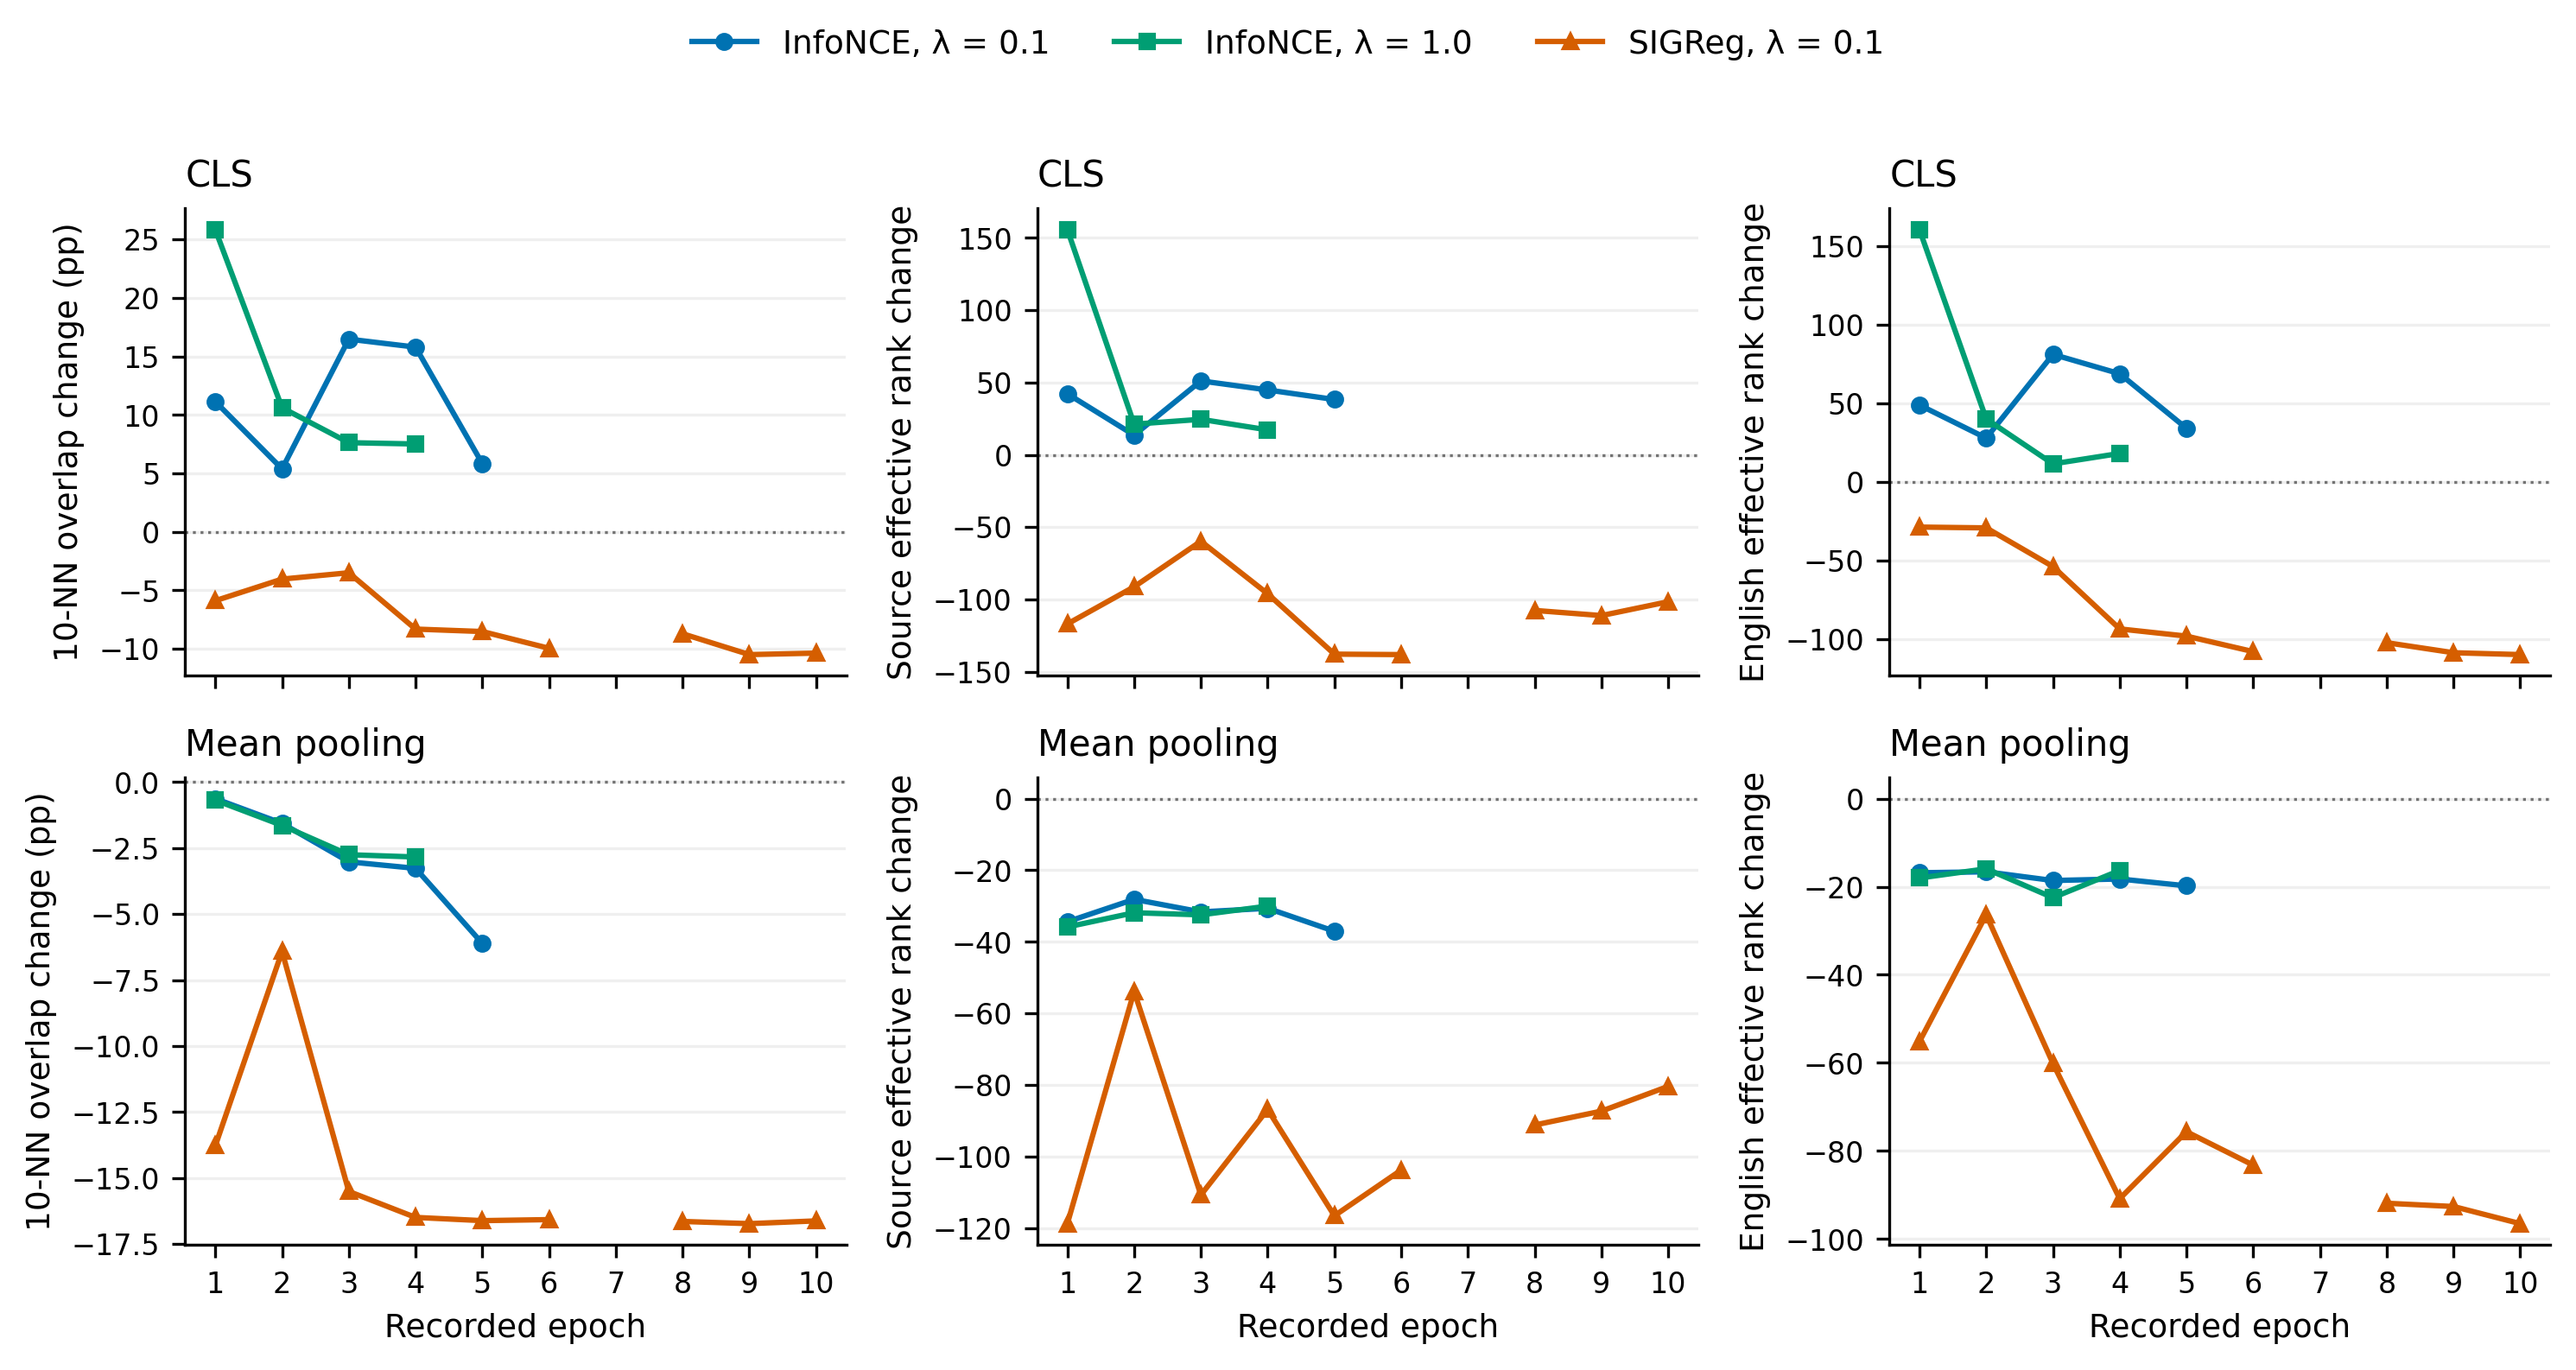 InfoNCE, λ = 0.1
InfoNCE, λ = 1.0
SIGReg, λ = 0.1
CLS
10-NN overlap change (pp)
25
20
15
10
5
0
−5
−10
CLS
Source effective rank change
150
100
50
0
−50
−100
−150
CLS
English effective rank change
150
100
50
0
−50
−100
Mean pooling
10-NN overlap change (pp)
0.0
−2.5
−5.0
−7.5
−10.0
−12.5
−15.0
−17.5
1 2 3 4 5 6 7 8 9 10
Recorded epoch
Mean pooling
Source effective rank change
0
−20
−40
−60
−80
−100
−120
1 2 3 4 5 6 7 8 9 10
Recorded epoch
Mean pooling
English effective rank change
0
−20
−40
−60
−80
−100
1 2 3 4 5 6 7 8 9 10
Recorded epoch